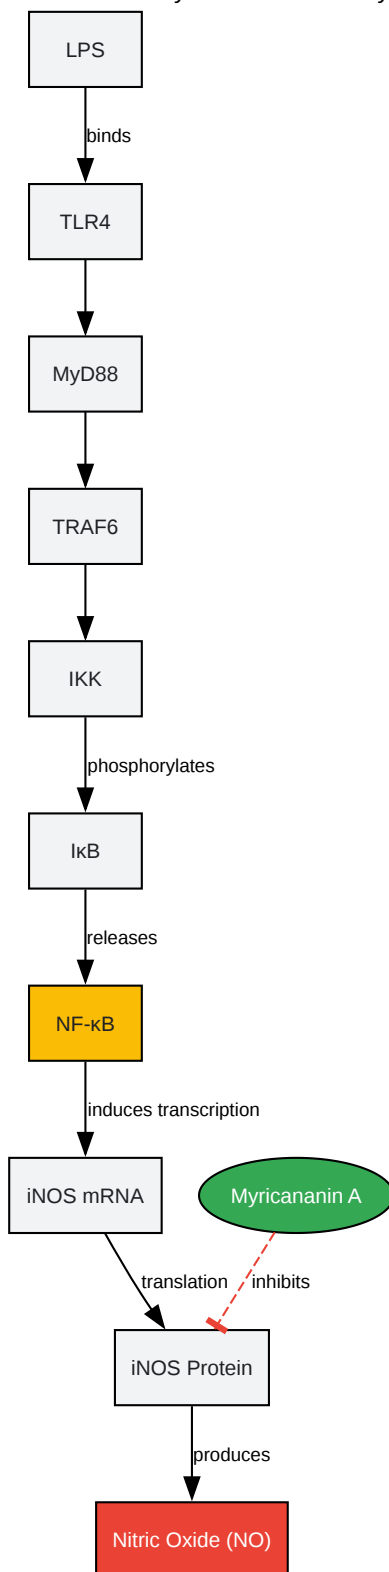 LPS
binds
TLR4
MyD88
TRAF6
IKK
phosphorylates
IκB
releases
NF-κB
induces transcription
iNOS mRNA
Myricananin A
translation
inhibits
iNOS Protein
produces
Nitric Oxide (NO)